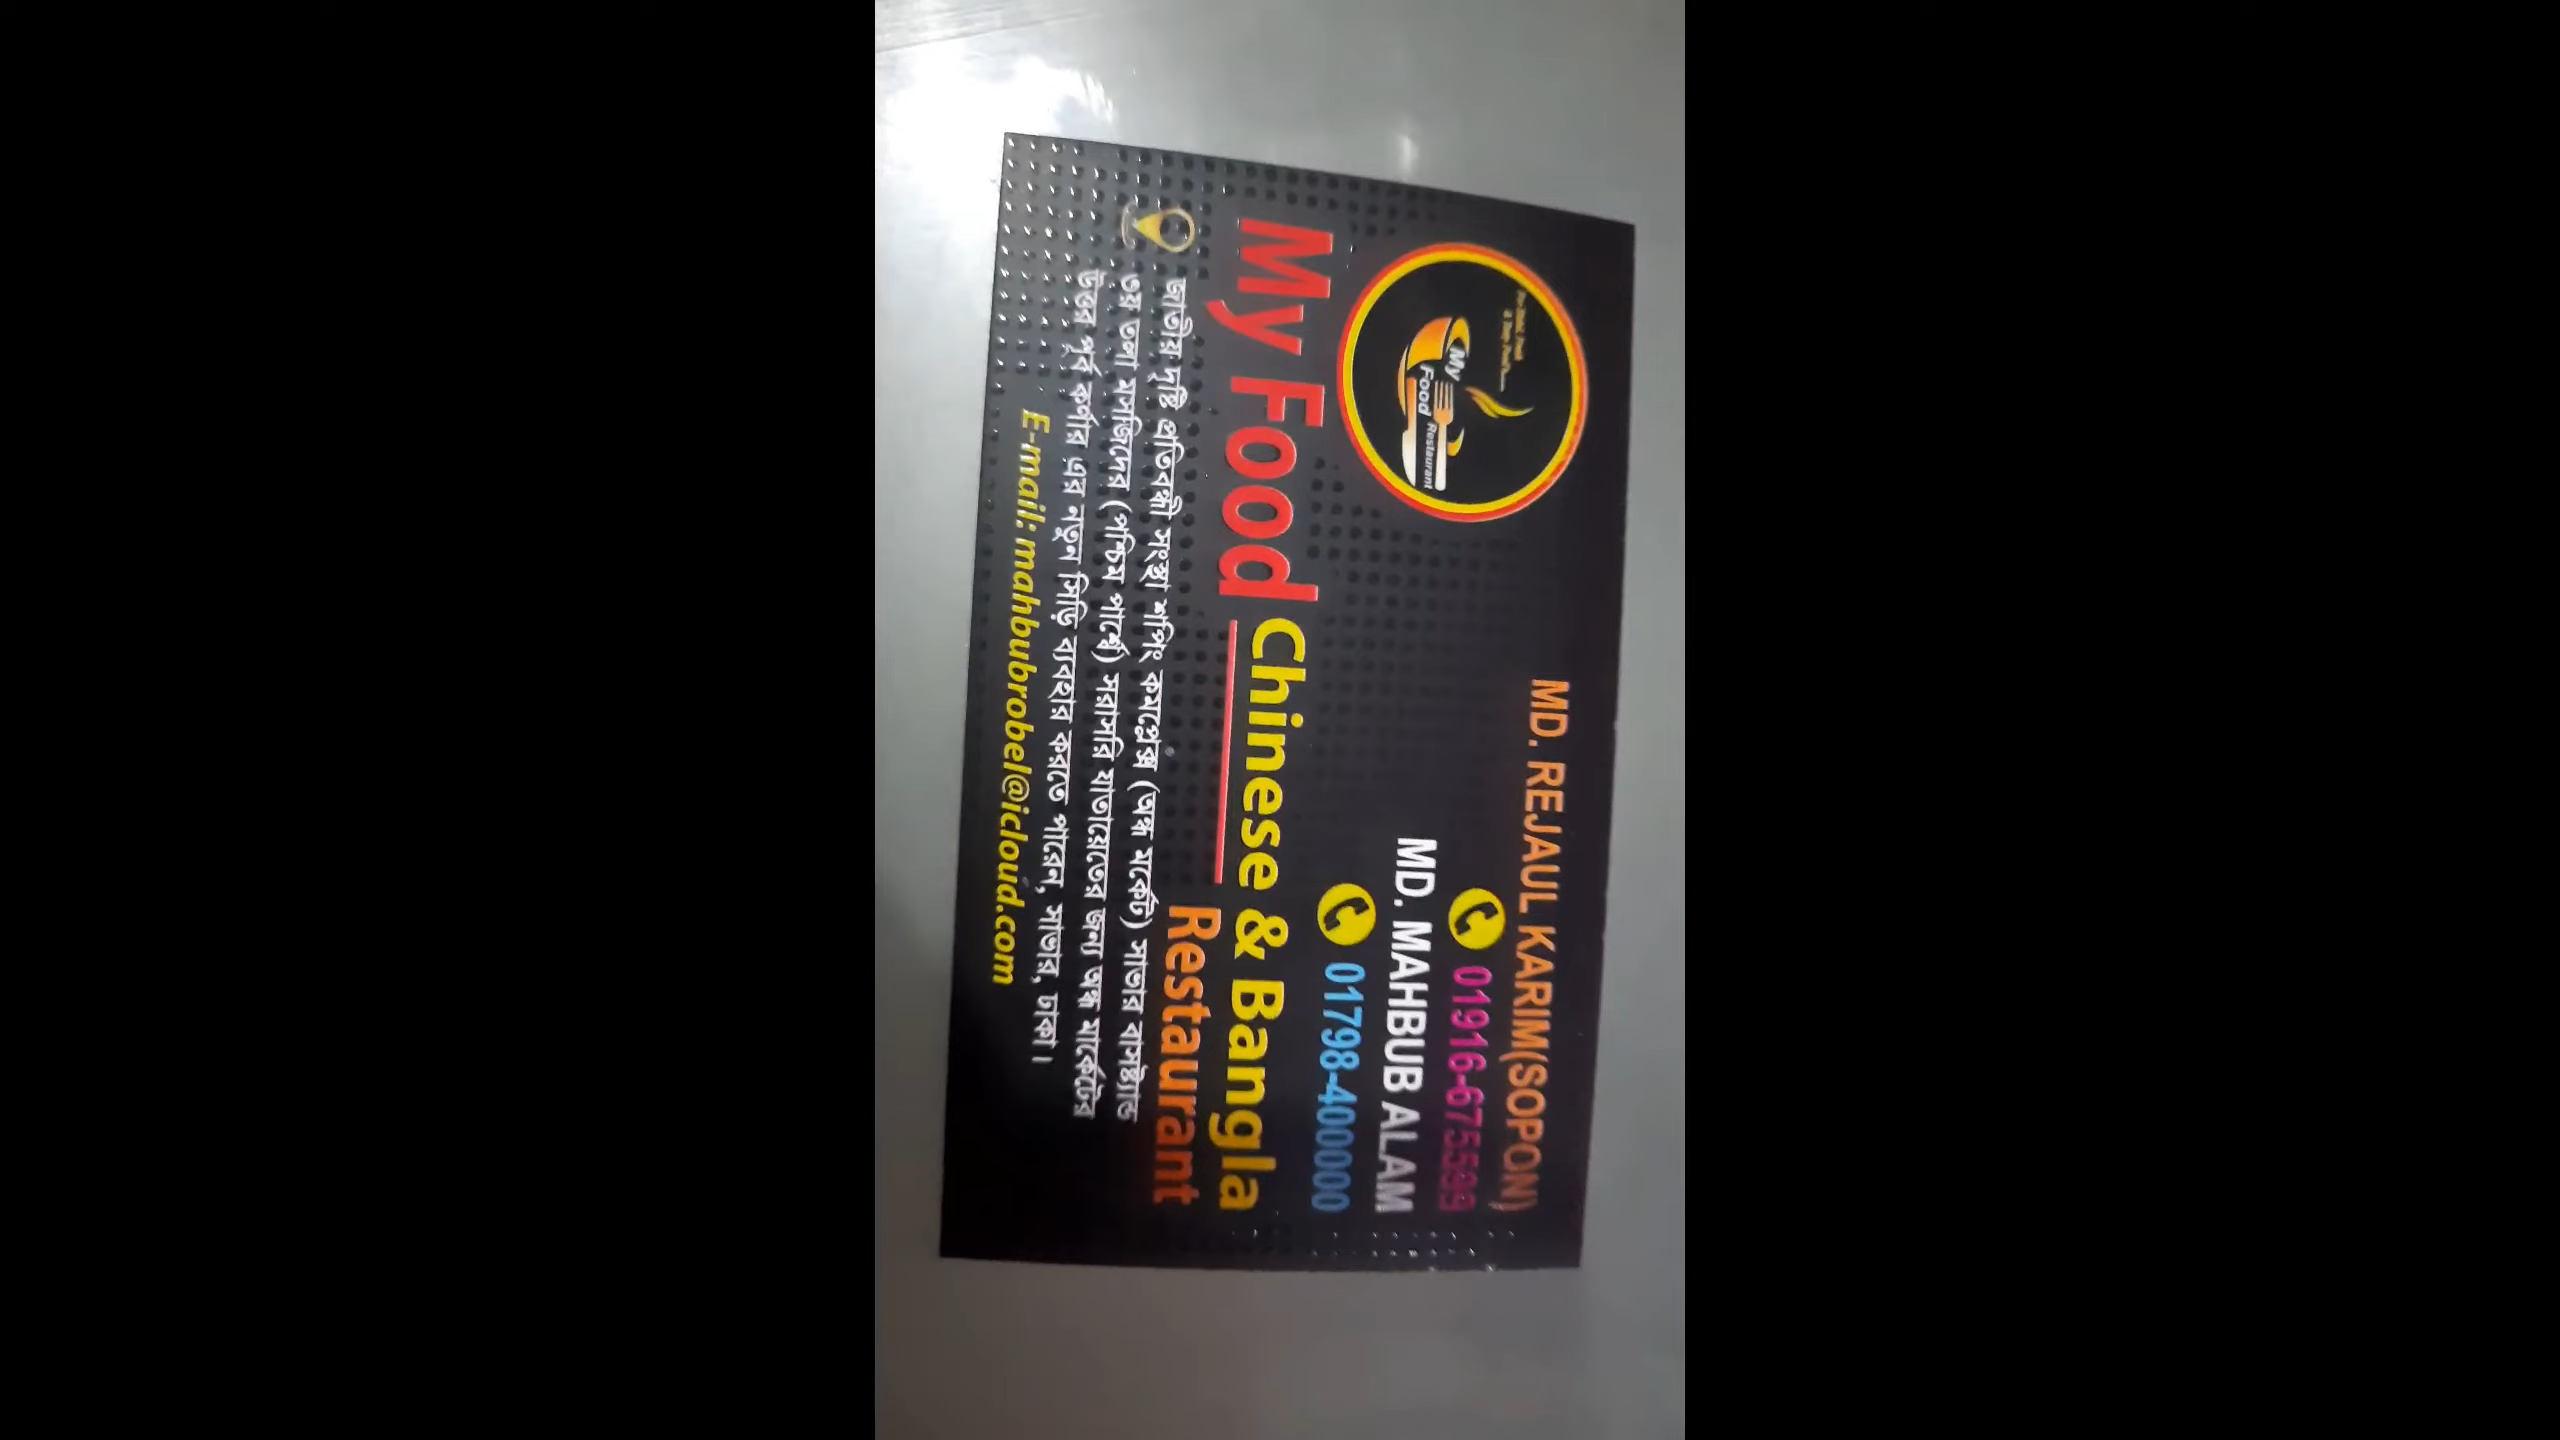 MD. REJAUL KARIM(SOPON)
01916-675599
MD. MAHBUB ALAM
01798-400000
My Food Restaurant
My Food Chinese & Bangla
Restaurant
জাতীয় দৃষ্টি প্রতিবন্ধী সংস্থা শপিং কমপ্লেক্স (অন্ধ মার্কেট) সাভার বাসষ্ট্যান্ড
৩য় তলা মসজিদের (পশ্চিম পার্শ্বে) সরাসরি যাতায়েতের জন্য অন্ধ মার্কেটের
উত্তর পূর্ব কর্ণার এর নতুন সিড়ি ব্যবহার করতে পারেন, সাভার, ঢাকা।
E-mail: mahbubrobel@icloud.com